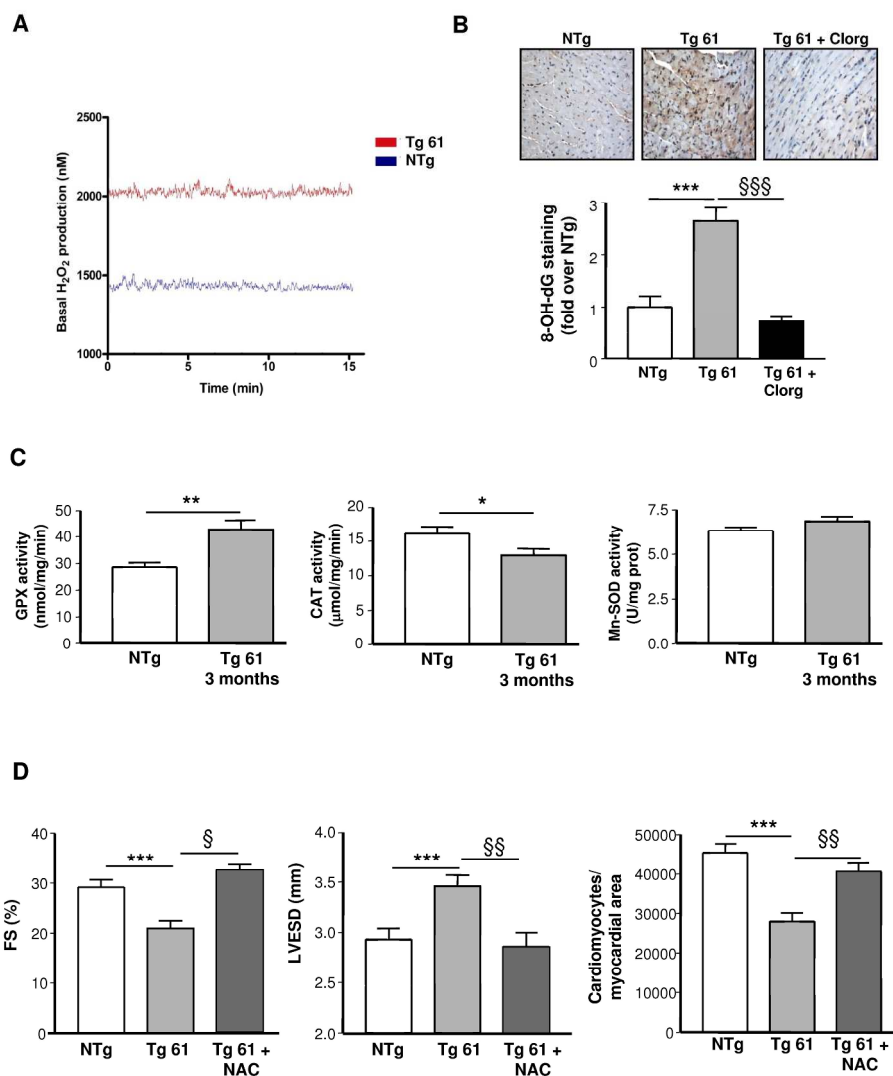 A
Basal H₂O₂ production (nM)
2500
2000
1500
1000
0
5
10
15
Time (min)
Tg 61
NTg
B
NTg
Tg 61
Tg 61 + Clorg
8-OH-dG staining
(fold over NTg)
3
2
1
0
***
§§§
NTg
Tg 61
Tg 61 +
Clorg
C
GPX activity
(nmol/mg/min)
50
40
30
20
10
0
**
NTg
Tg 61
3 months
CAT activity
(μmol/mg/min)
20
15
10
5
0
*
NTg
Tg 61
3 months
Mn-SOD activity
(U/mg prot)
7.5
5.0
2.5
0.0
NTg
Tg 61
3 months
D
FS (%)
40
30
20
10
0
***
§
NTg
Tg 61
Tg 61 +
NAC
LVESD (mm)
4.0
3.5
3.0
2.5
2.0
***
§§
NTg
Tg 61
Tg 61 +
NAC
Cardiomyocytes/
myocardial area
50000
40000
30000
20000
10000
0
***
§§
NTg
Tg 61
Tg 61 +
NAC